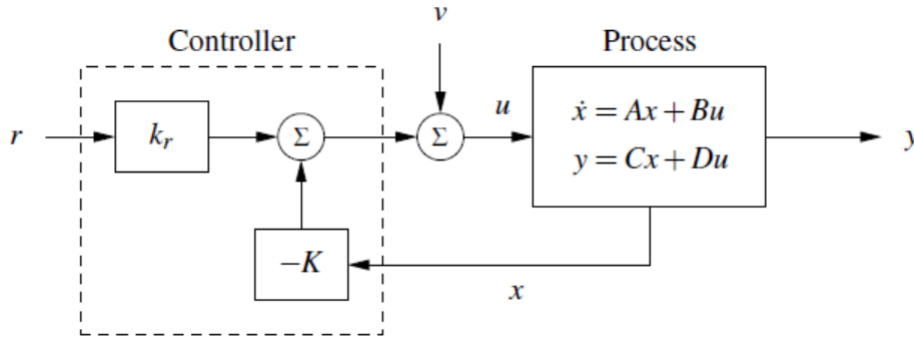 v
Controller
Process
r
k_r
Σ
Σ
u
ẋ = Ax + Bu
y = Cx + Du
y
−K
x